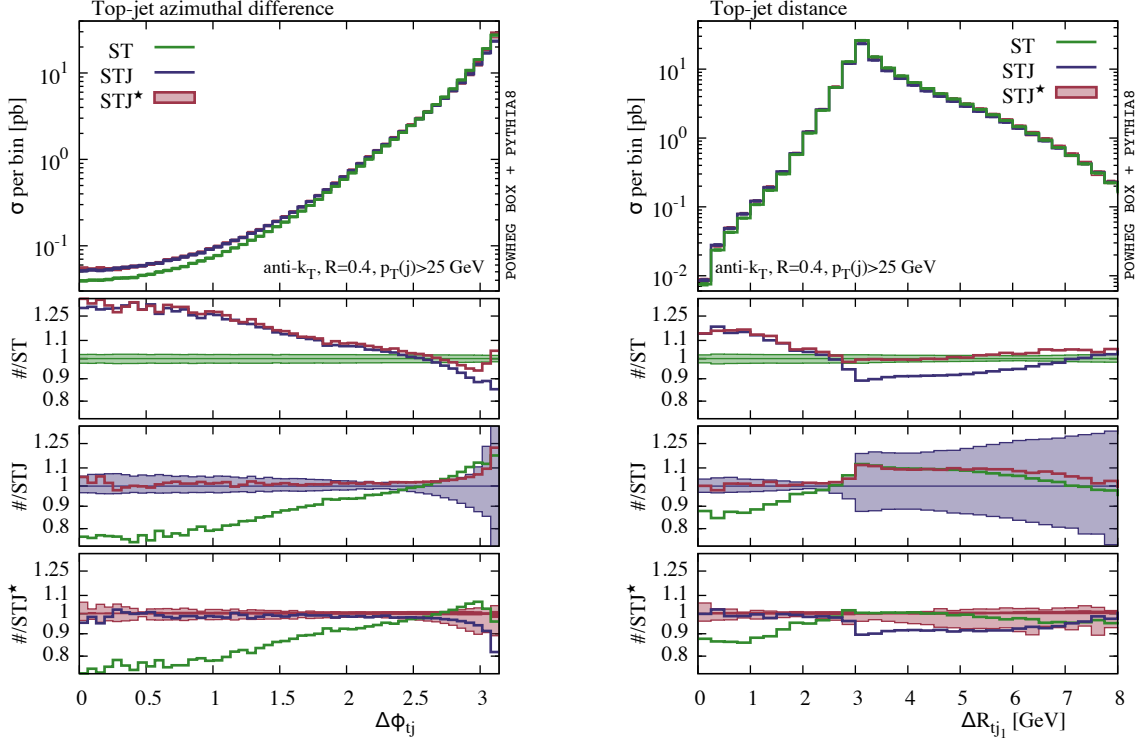 Top-jet azimuthal difference
ST
STJ
STJ★
σ per bin [pb]
10¹
10⁰
10⁻¹
anti-k_T, R=0.4, p_T(j)>25 GeV
POWHEG BOX + PYTHIA8
#/ST
1.25
1.1
1
0.9
0.8
#/STJ
1.25
1.1
1
0.9
0.8
#/STJ★
1.25
1.1
1
0.9
0.8
0 0.5 1 1.5 2 2.5 3
Δϕ_tj
Top-jet distance
ST
STJ
STJ★
σ per bin [pb]
10¹
10⁰
10⁻¹
10⁻²
anti-k_T, R=0.4, p_T(j)>25 GeV
POWHEG BOX + PYTHIA8
#/ST
1.25
1.1
1
0.9
0.8
#/STJ
1.25
1.1
1
0.9
0.8
#/STJ★
1.25
1.1
1
0.9
0.8
0 1 2 3 4 5 6 7 8
ΔR_tj₁ [GeV]